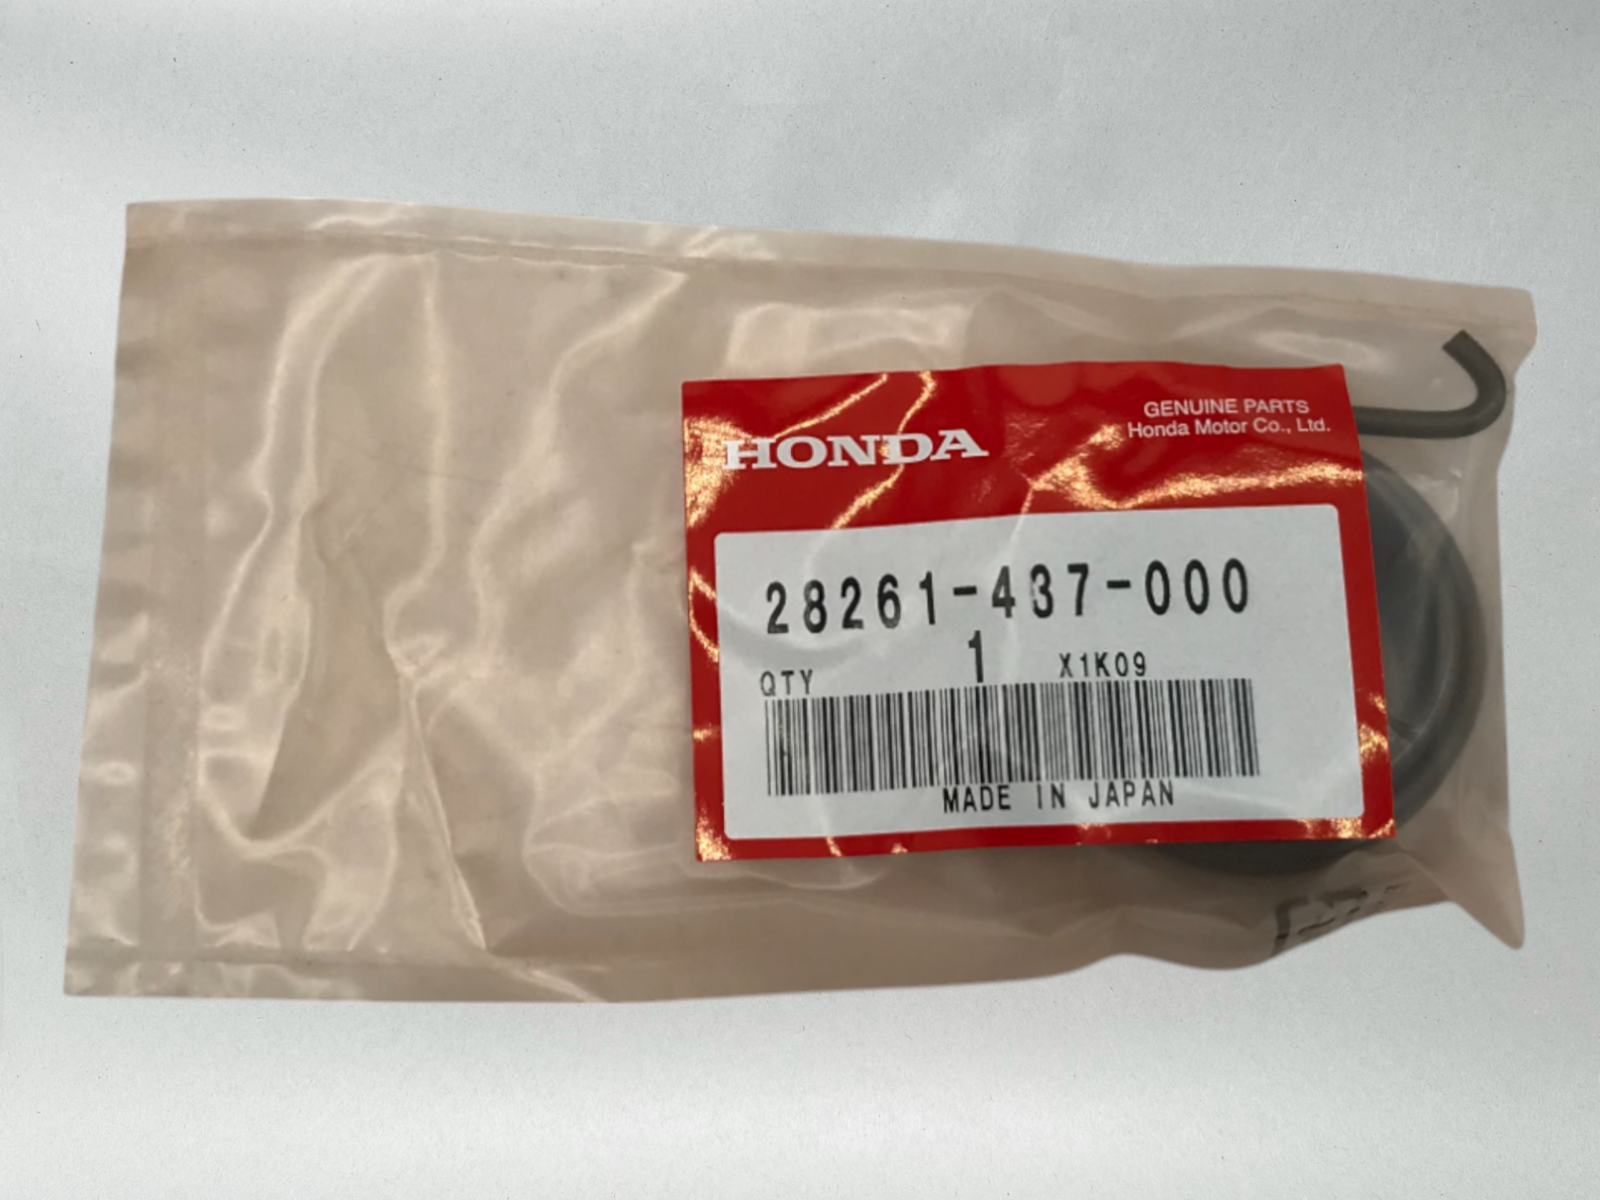 HONDA
GENUINE PARTS
Honda Motor Co., Ltd.
28261-437-000
QTY 1 X1K09
MADE IN JAPAN